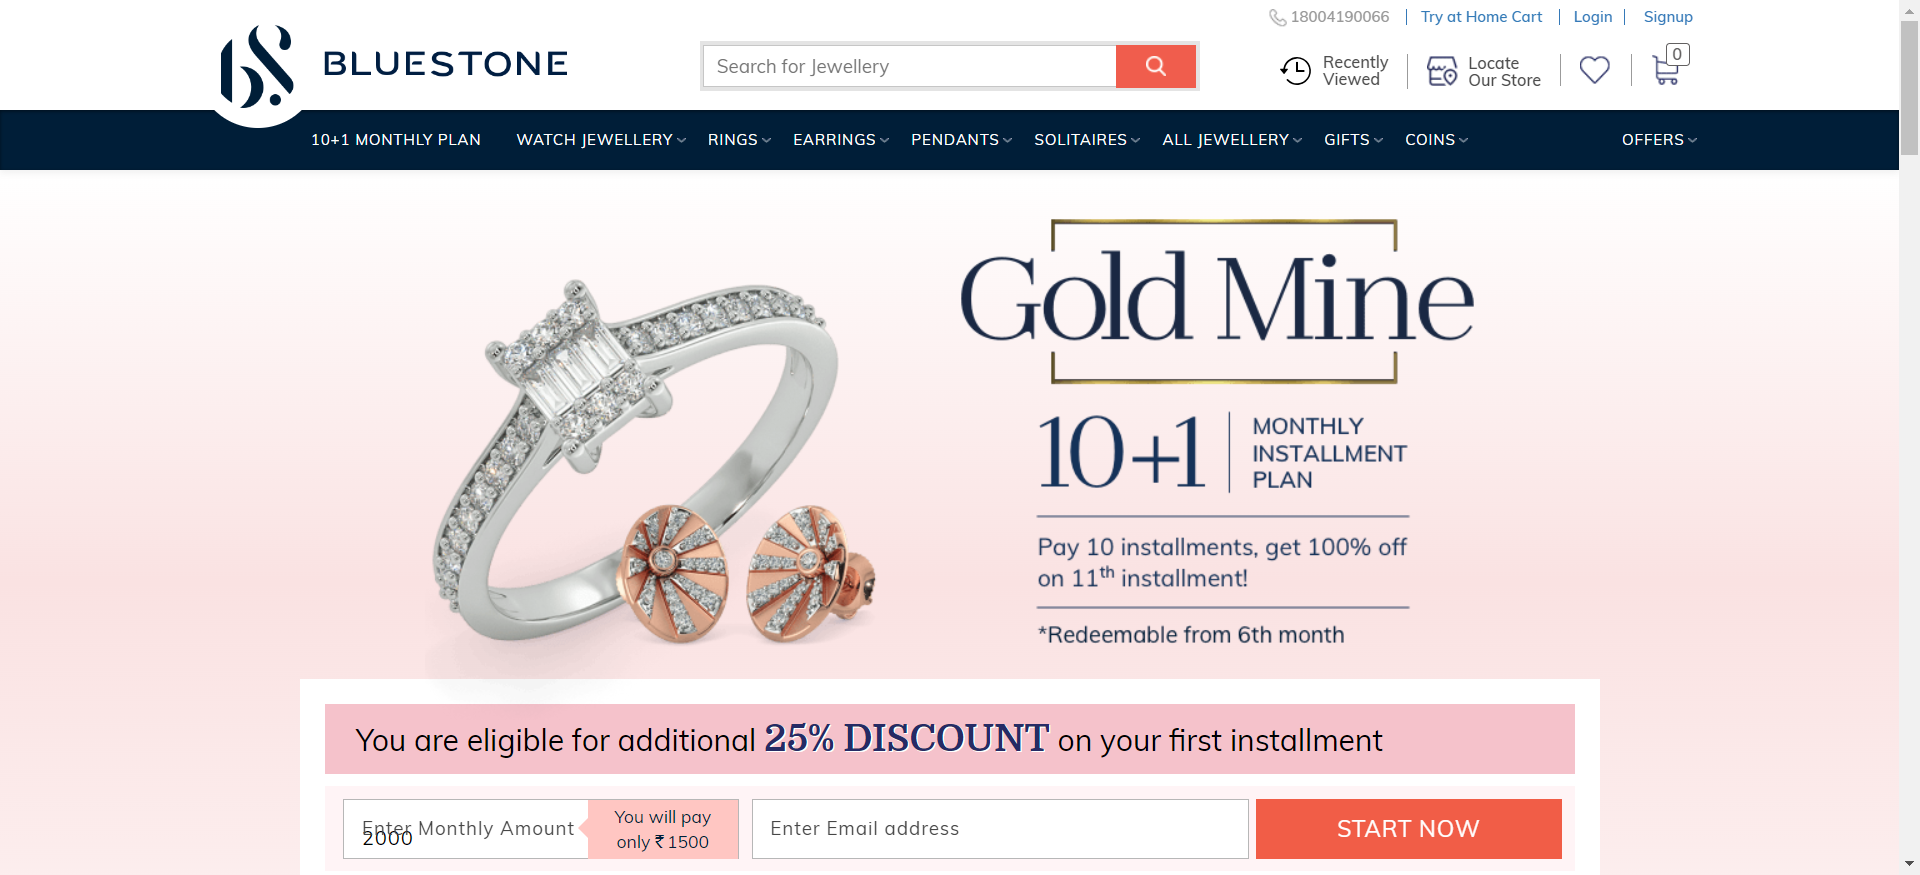 18004190066
Try at Home Cart
Login
Signup
BLUESTONE
Search for Jewellery
Recently
Viewed
Locate
Our Store
0
10+1 MONTHLY PLAN
WATCH JEWELLERY
RINGS
EARRINGS
PENDANTS
SOLITAIRES
ALL JEWELLERY
GIFTS
COINS
OFFERS
Gold Mine
10+1
MONTHLY
INSTALLMENT
PLAN
Pay 10 installments, get 100% off
on 11th installment!
*Redeemable from 6th month
You are eligible for additional 25% DISCOUNT on your first installment
Enter Monthly Amount
2000
You will pay
only ₹ 1500
Enter Email address
START NOW